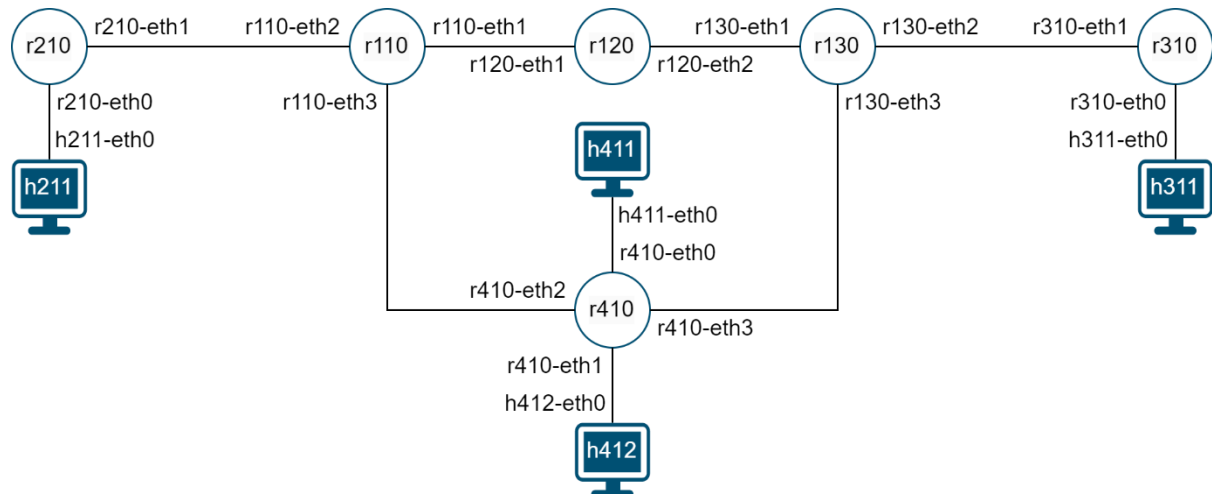 r210-eth1
r110-eth2
r110-eth1
r130-eth1
r130-eth2
r310-eth1
r210
r110
r120
r130
r310
r120-eth1
r120-eth2
r210-eth0
r110-eth3
r130-eth3
r310-eth0
h211-eth0
h311-eth0
h411
h211
h311
h411-eth0
r410-eth0
r410-eth2
r410
r410-eth3
r410-eth1
h412-eth0
h412